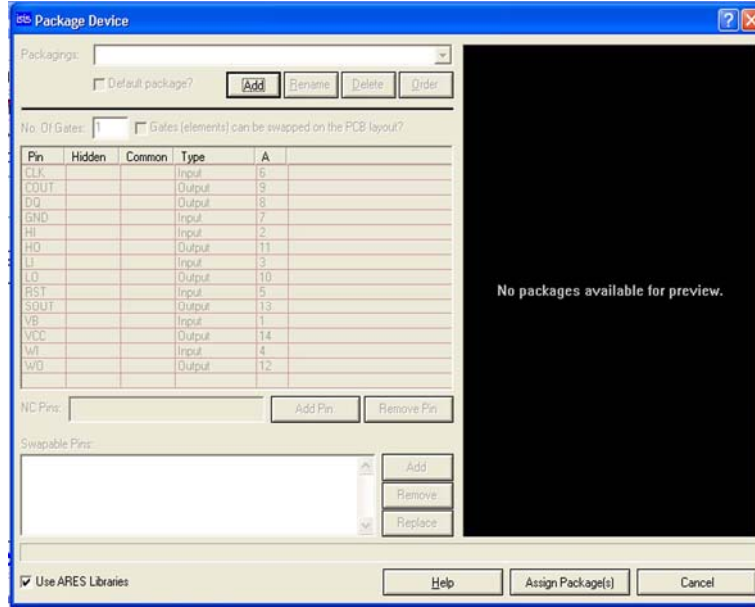 isis Package Device
Packagings:
Default package? Add Rename Delete Order
No. Of Gates: 1 Gates (elements) can be swapped on the PCB layout?
Pin Hidden Common Type A
CLK Input 6
COUT Output 9
DQ Output 8
GND Input 7
HI Input 2
HO Output 11
LI Input 3
LO Output 10
RST Input 5
SOUT Output 13
VB Input 1
VCC Output 14
WI Input 4
WO Output 12
No packages available for preview.
NC Pins: Add Pin Remove Pin
Swapable Pins:
Add
Remove
Replace
Use ARES Libraries Help Assign Package(s) Cancel